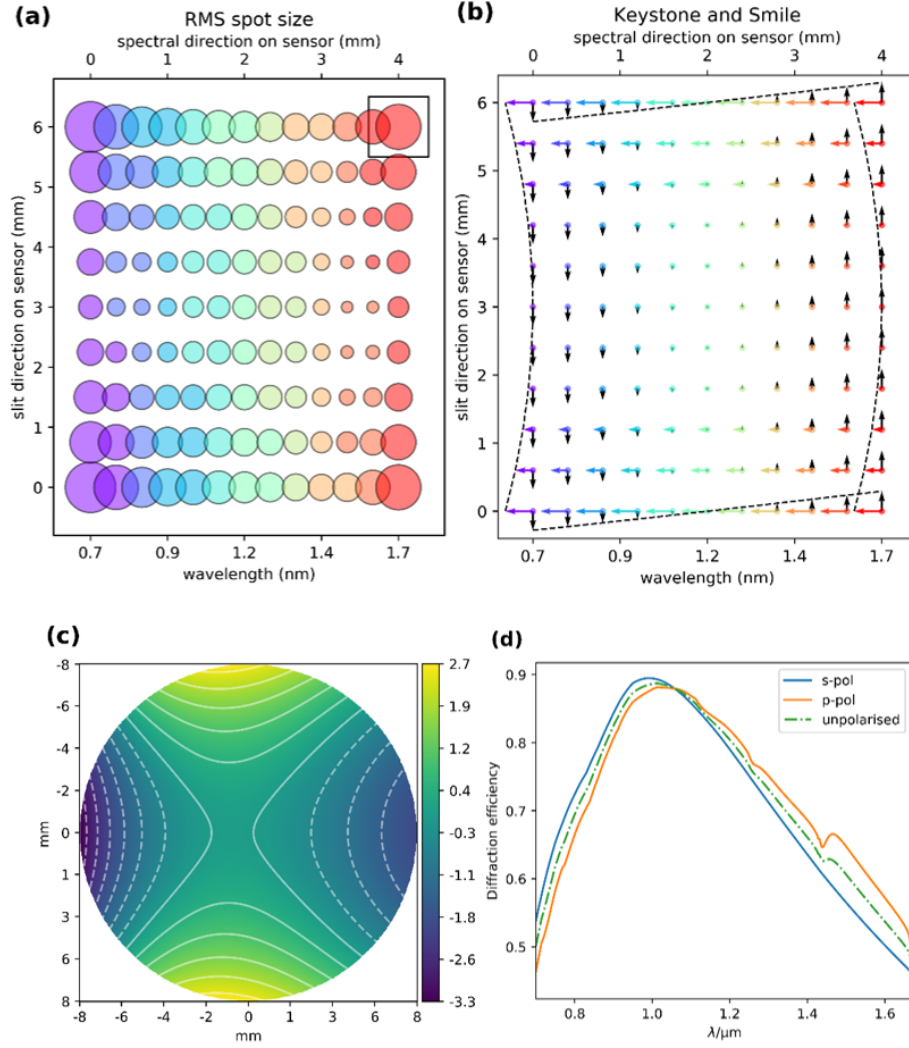 (a)
RMS spot size
spectral direction on sensor (mm)
0 1 2 3 4
slit direction on sensor (mm)
6
5
4
3
2
1
0
0.7 0.9 1.2 1.4 1.7
wavelength (nm)
(b)
Keystone and Smile
spectral direction on sensor (mm)
0 1 2 3 4
slit direction on sensor (mm)
6
5
4
3
2
1
0
0.7 0.9 1.2 1.4 1.7
wavelength (nm)
(c)
mm
-8
-6
-4
-2
0
1
3
6
8
-8 -6 -4 -2 0 1 3 6 8
mm
2.7
1.9
1.2
0.4
-0.3
-1.1
-1.8
-2.6
-3.3
(d)
Diffraction efficiency
0.9
0.8
0.7
0.6
0.5
s-pol
p-pol
unpolarised
0.8 1.0 1.2 1.4 1.6
λ/μm